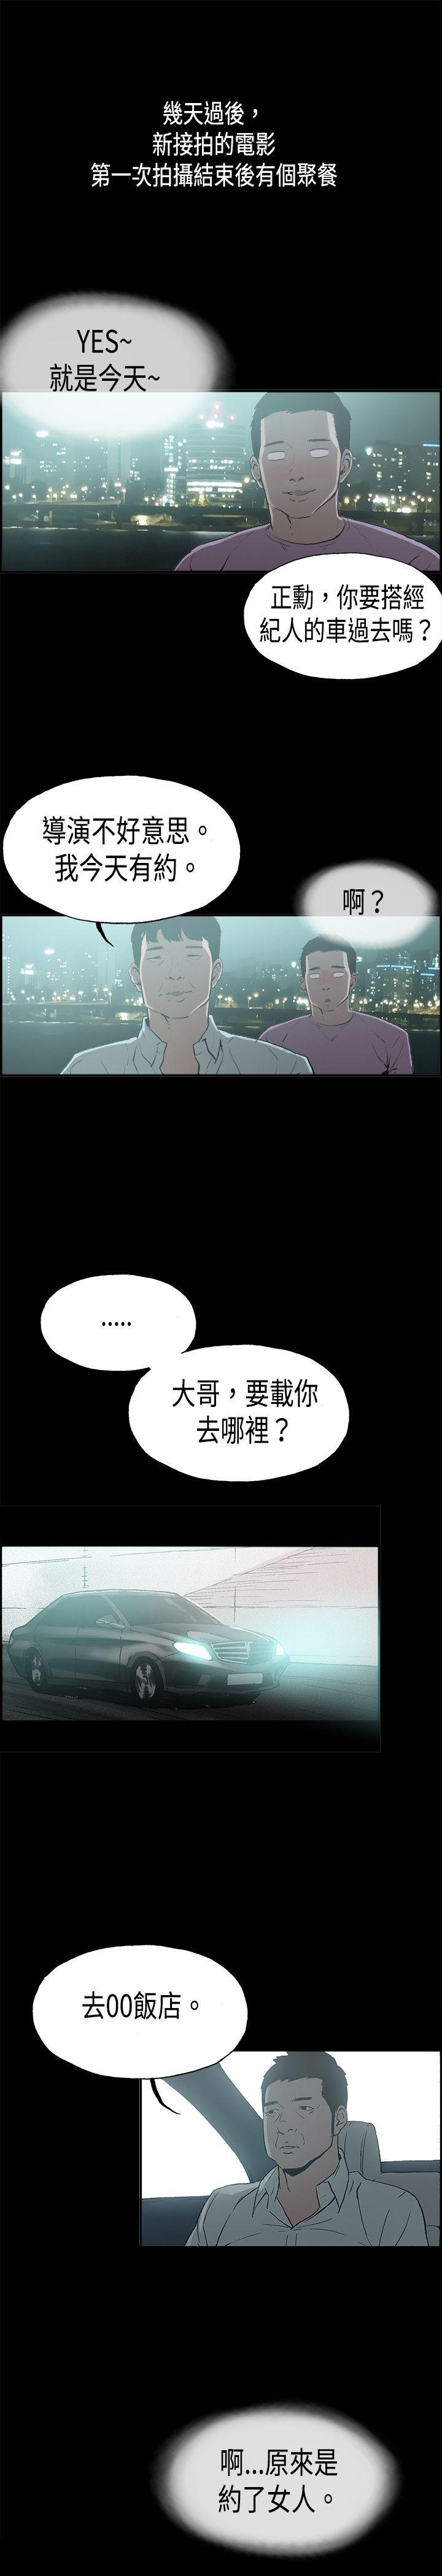 幾天過後，
新接拍的電影
第一次拍攝結束後有個聚餐
YES~
就是今天~
正勳，你要搭經
紀人的車過去嗎？
導演不好意思。
我今天有約。
啊？
.....
大哥，要載你
去哪裡？
去OO飯店。
啊...原來是
約了女人。